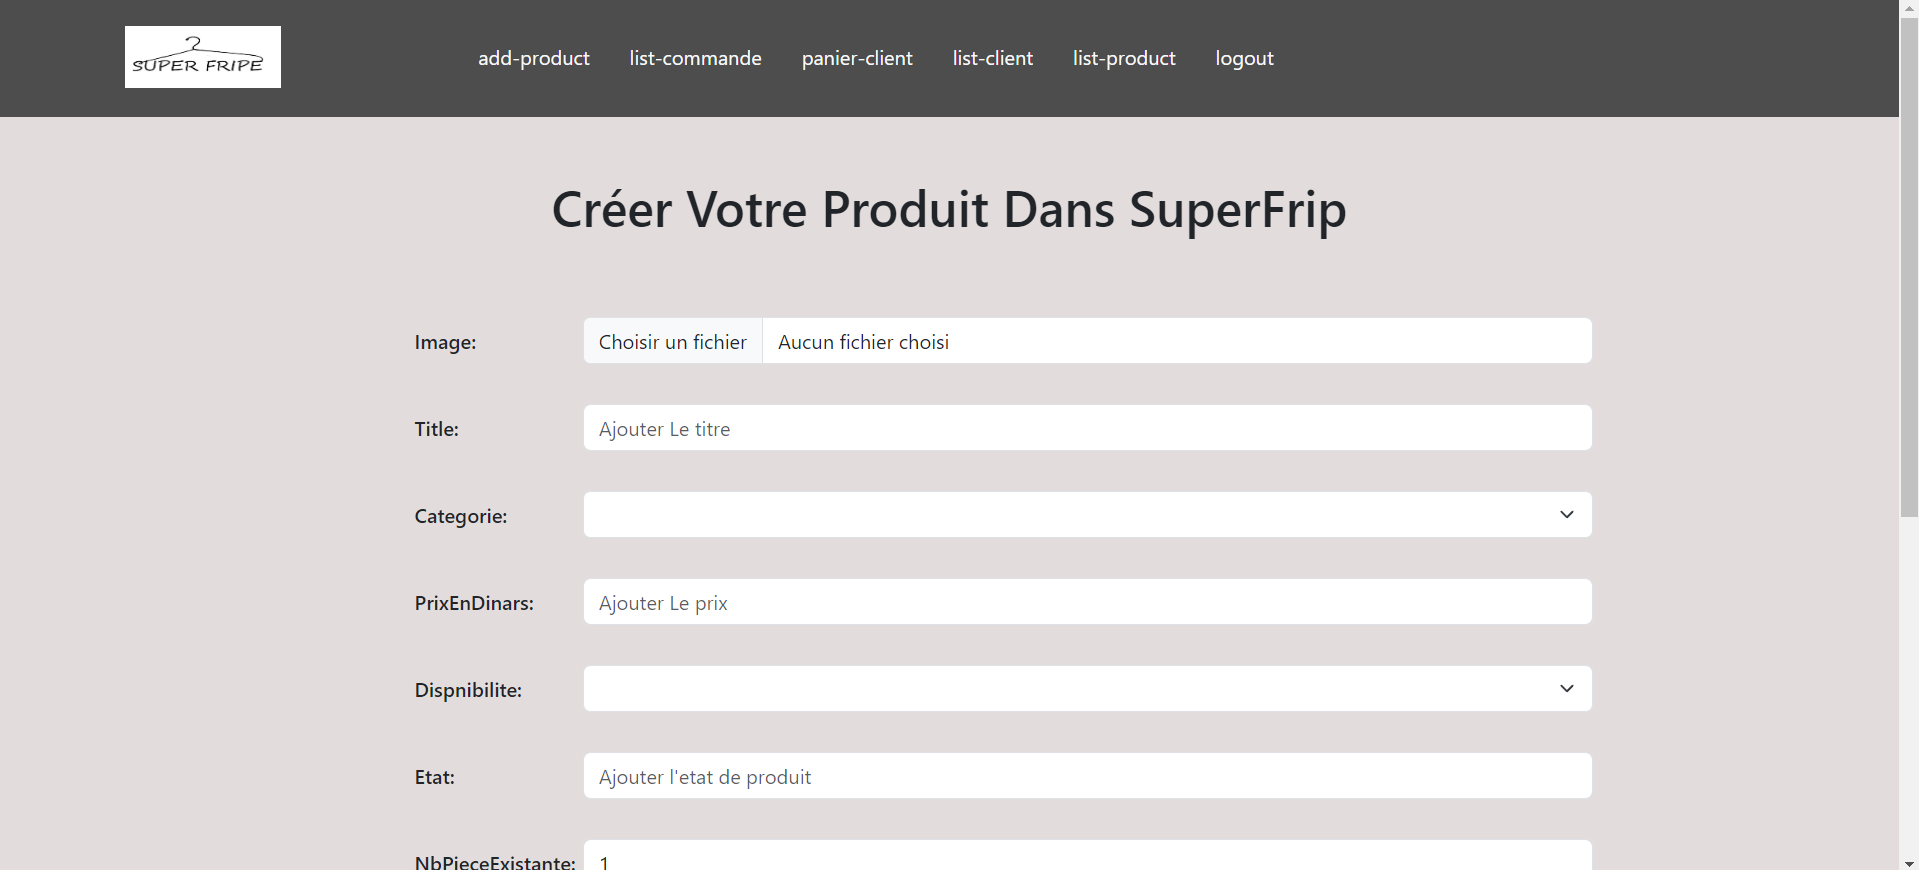 SUPER FRIPE
add-product list-commande panier-client list-client list-product logout
Créer Votre Produit Dans SuperFrip
Image: Choisir un fichier Aucun fichier choisi
Title: Ajouter Le titre
Categorie:
PrixEnDinars: Ajouter Le prix
Dispnibilite:
Etat: Ajouter l'etat de produit
NbPieceExistante: 1